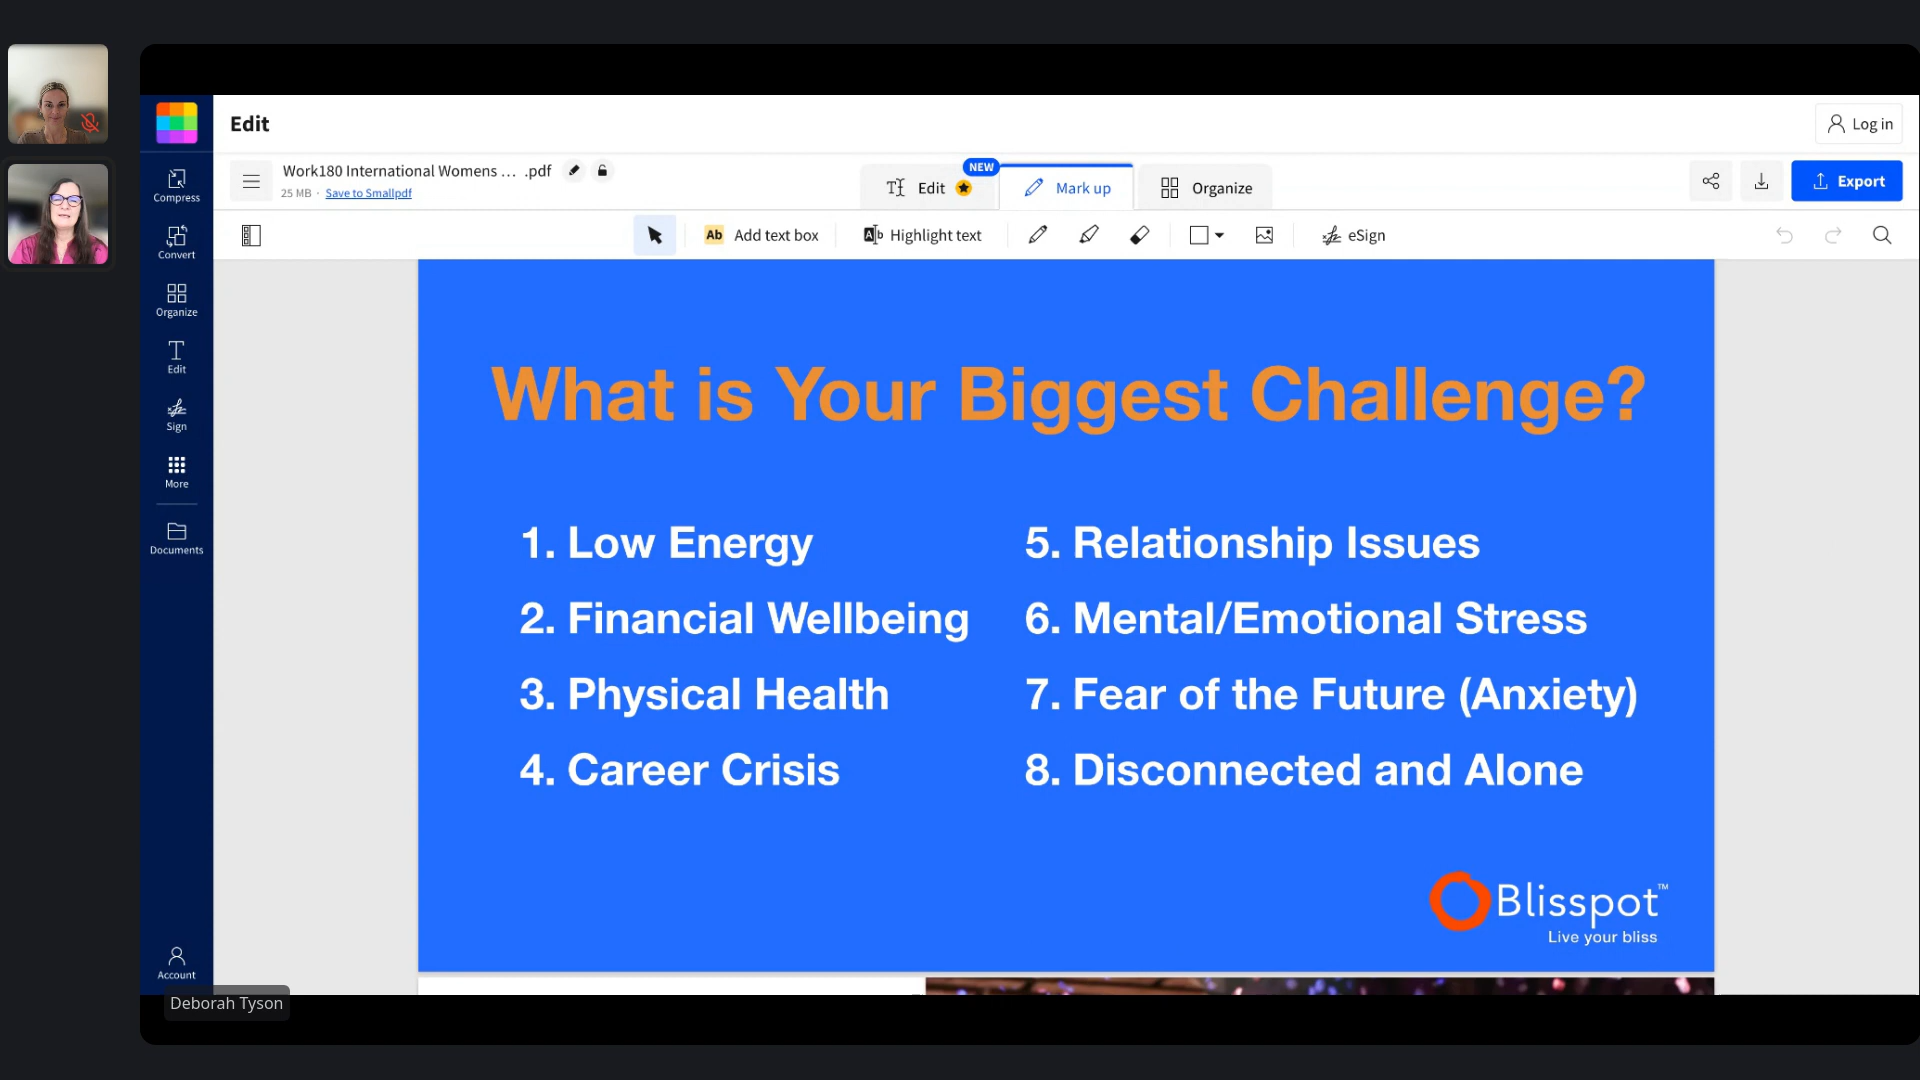 Edit
Log in
Work180 International Womens ... .pdf
25 MB · Save to Smallpdf
NEW
Edit
Mark up
Organize
Export
Ab Add text box
Highlight text
eSign
Compress
Convert
Organize
Edit
Sign
More
Documents
Account
What is Your Biggest Challenge?
1. Low Energy
2. Financial Wellbeing
3. Physical Health
4. Career Crisis
5. Relationship Issues
6. Mental/Emotional Stress
7. Fear of the Future (Anxiety)
8. Disconnected and Alone
Blisspot™
Live your bliss
Deborah Tyson